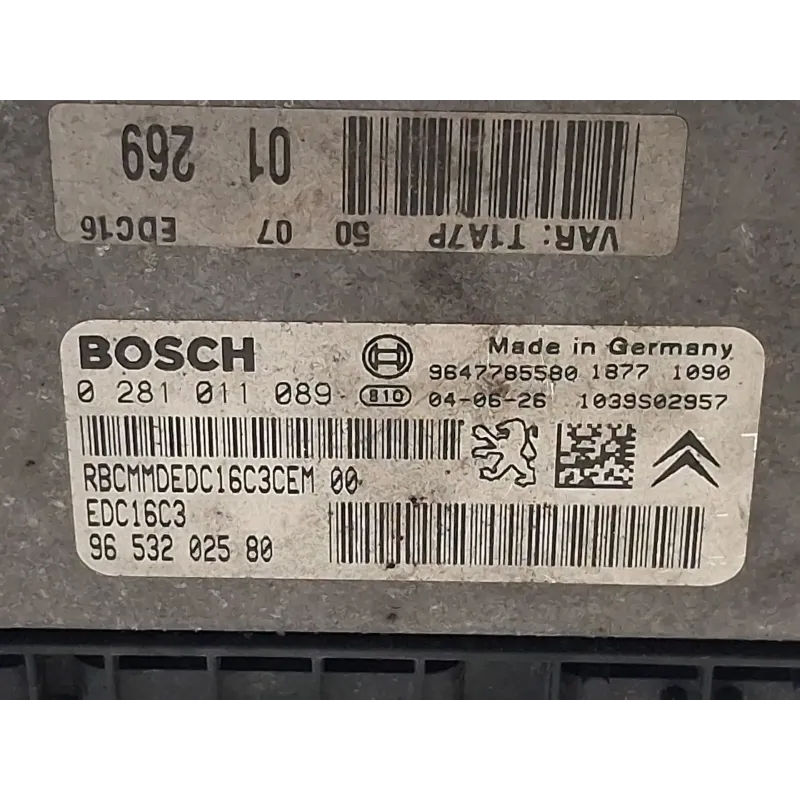 VAR: T1A7P 50 07 EDC16
01 269
BOSCH
Made in Germany
9647785580 1877 1090
0 281 011 089 810 04-06-26 1039S02957
RBCMMDEDC16C3CEM 00
EDC16C3
96 532 025 80